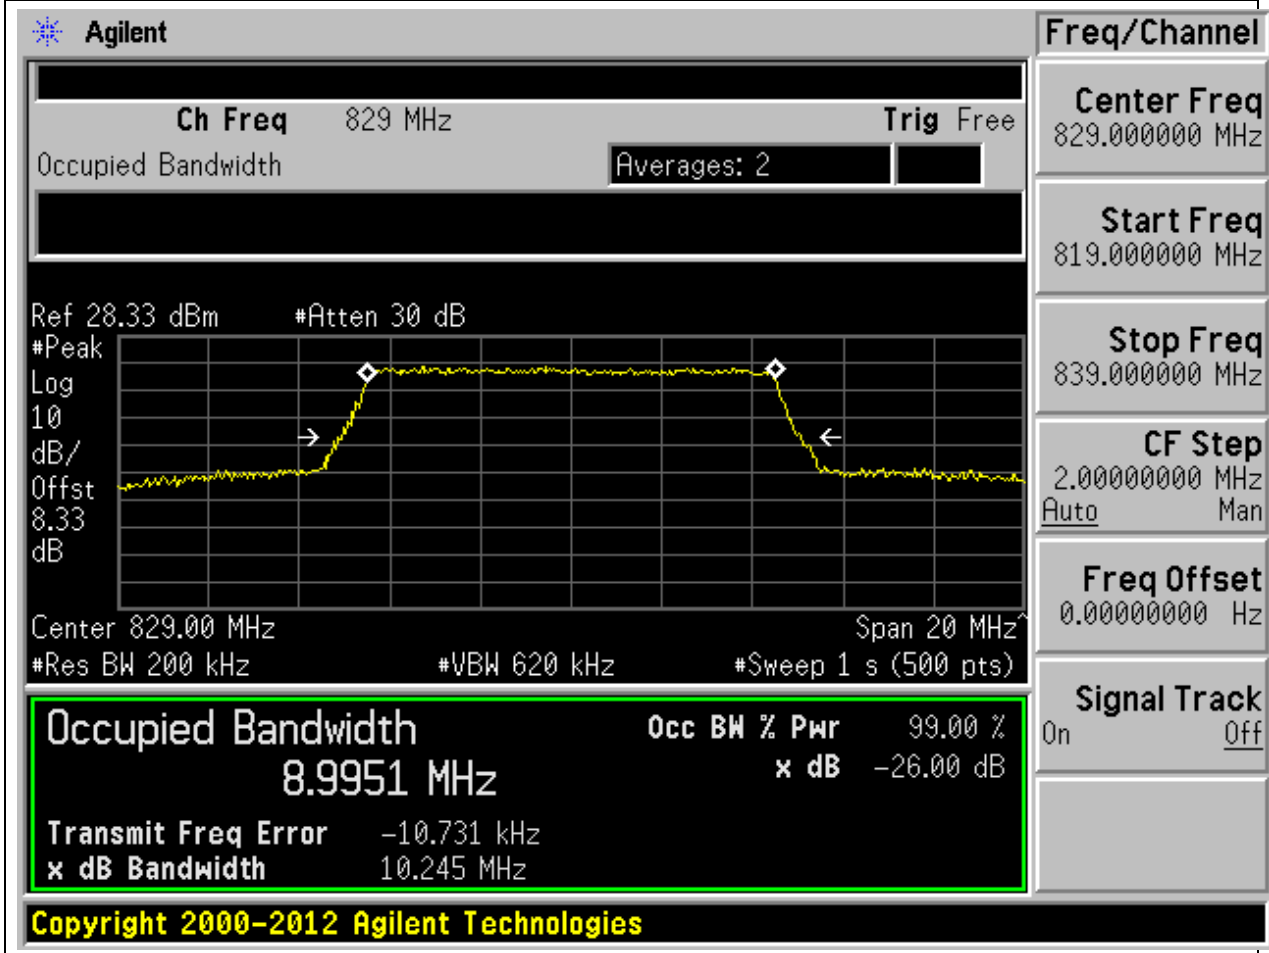 Agilent
Freq/Channel
Ch Freq 829 MHz Trig Free
Occupied Bandwidth Averages: 2
Ref 28.33 dBm #Atten 30 dB
#Peak
Log
10
dB/
Offst
8.33
dB
Center 829.00 MHz Span 20 MHz^
#Res BW 200 kHz #VBW 620 kHz #Sweep 1 s (500 pts)
Occupied Bandwidth Occ BW % Pwr 99.00 %
8.9951 MHz x dB -26.00 dB
Transmit Freq Error -10.731 kHz
x dB Bandwidth 10.245 MHz
Copyright 2000-2012 Agilent Technologies
Center Freq
829.000000 MHz
Start Freq
819.000000 MHz
Stop Freq
839.000000 MHz
CF Step
2.00000000 MHz
Auto Man
Freq Offset
0.00000000 Hz
Signal Track
On Off